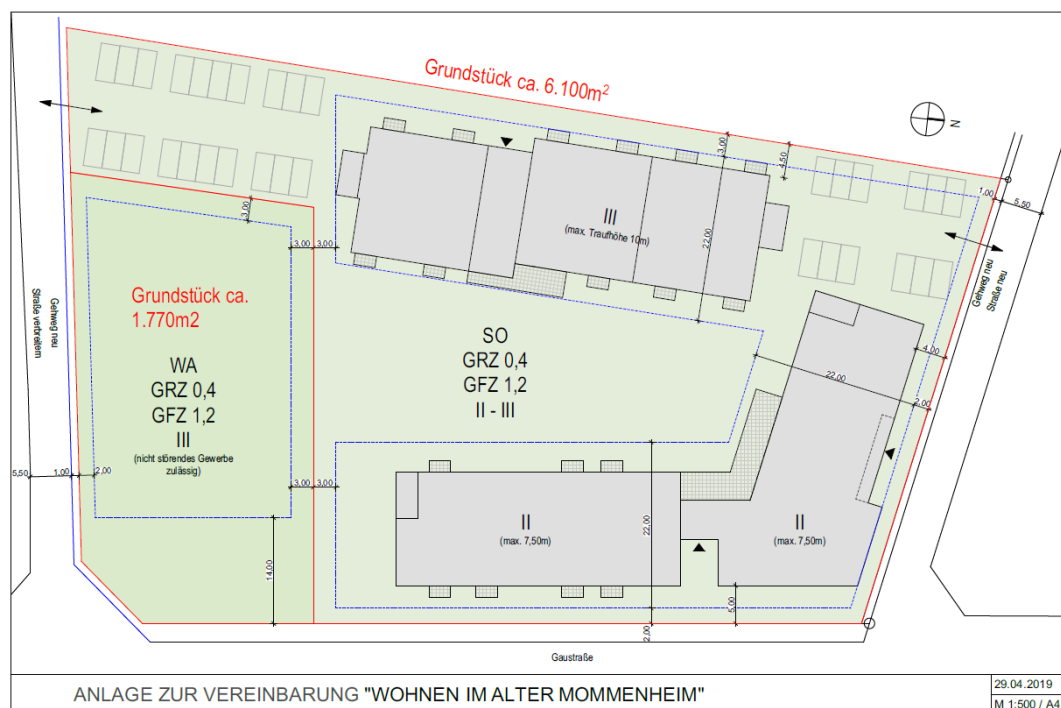 Grundstück ca. 6.100m²
N
3,00
4,50
1,00
5,50
III
(max. Traufhöhe 10m)
22,00
3,00
3,00
3,00
Gehweg neu
Straße neu
Straße verbreitern
Gehweg neu
Grundstück ca.
1.770m2
WA
GRZ 0,4
GFZ 1,2
III
(nicht störendes Gewerbe
zulässig)
SO
GRZ 0,4
GFZ 1,2
II - III
4,00
22,00
2,00
5,50
1,00
2,00
3,00
3,00
II
(max. 7,50m)
22,00
II
(max. 7,50m)
14,00
5,00
2,00
Gaustraße
ANLAGE ZUR VEREINBARUNG "WOHNEN IM ALTER MOMMENHEIM"
29.04.2019
M 1:500 / A4